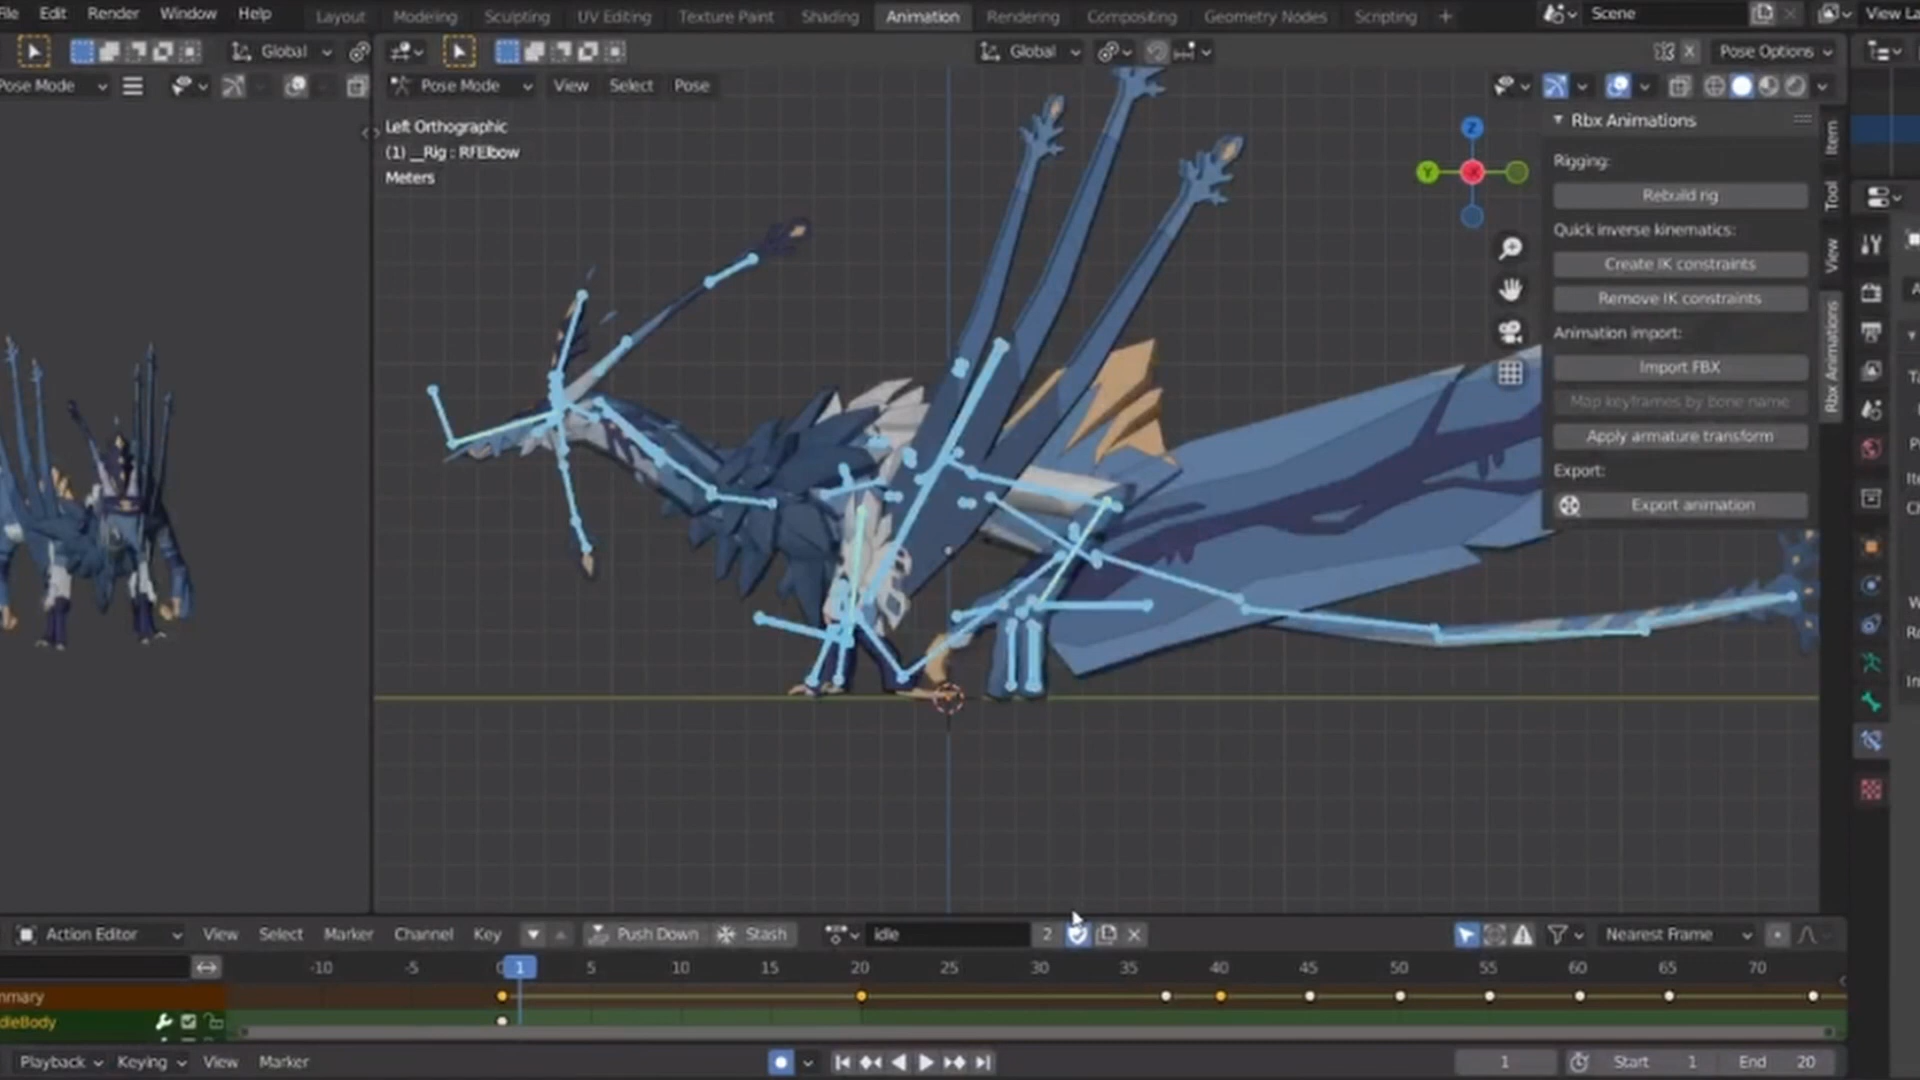 File Edit Render Window Help Layout Modeling Sculpting UV Editing Texture Paint Shading Animation Rendering Compositing Geometry Nodes Scripting + Scene View La
Global Global Pose Options
Pose Mode Pose Mode View Select Pose
Left Orthographic
(1) __Rig : RFElbow
Meters
Z
Y
Rbx Animations
Rigging:
Rebuild rig
Quick inverse kinematics:
Create IK constraints
Remove IK constraints
Animation import:
Import FBX
Map keyframes by bone name
Apply armature transform
Export:
Export animation
Item
Tool
View
Rbx Animations
Action Editor View Select Marker Channel Key Push Down Stash Idle 2 Nearest Frame
-10 -5 0 1 5 10 15 20 25 30 35 40 45 50 55 60 65 70
mmary
dleBody
Playback Keying View Marker 1 Start 1 End 20